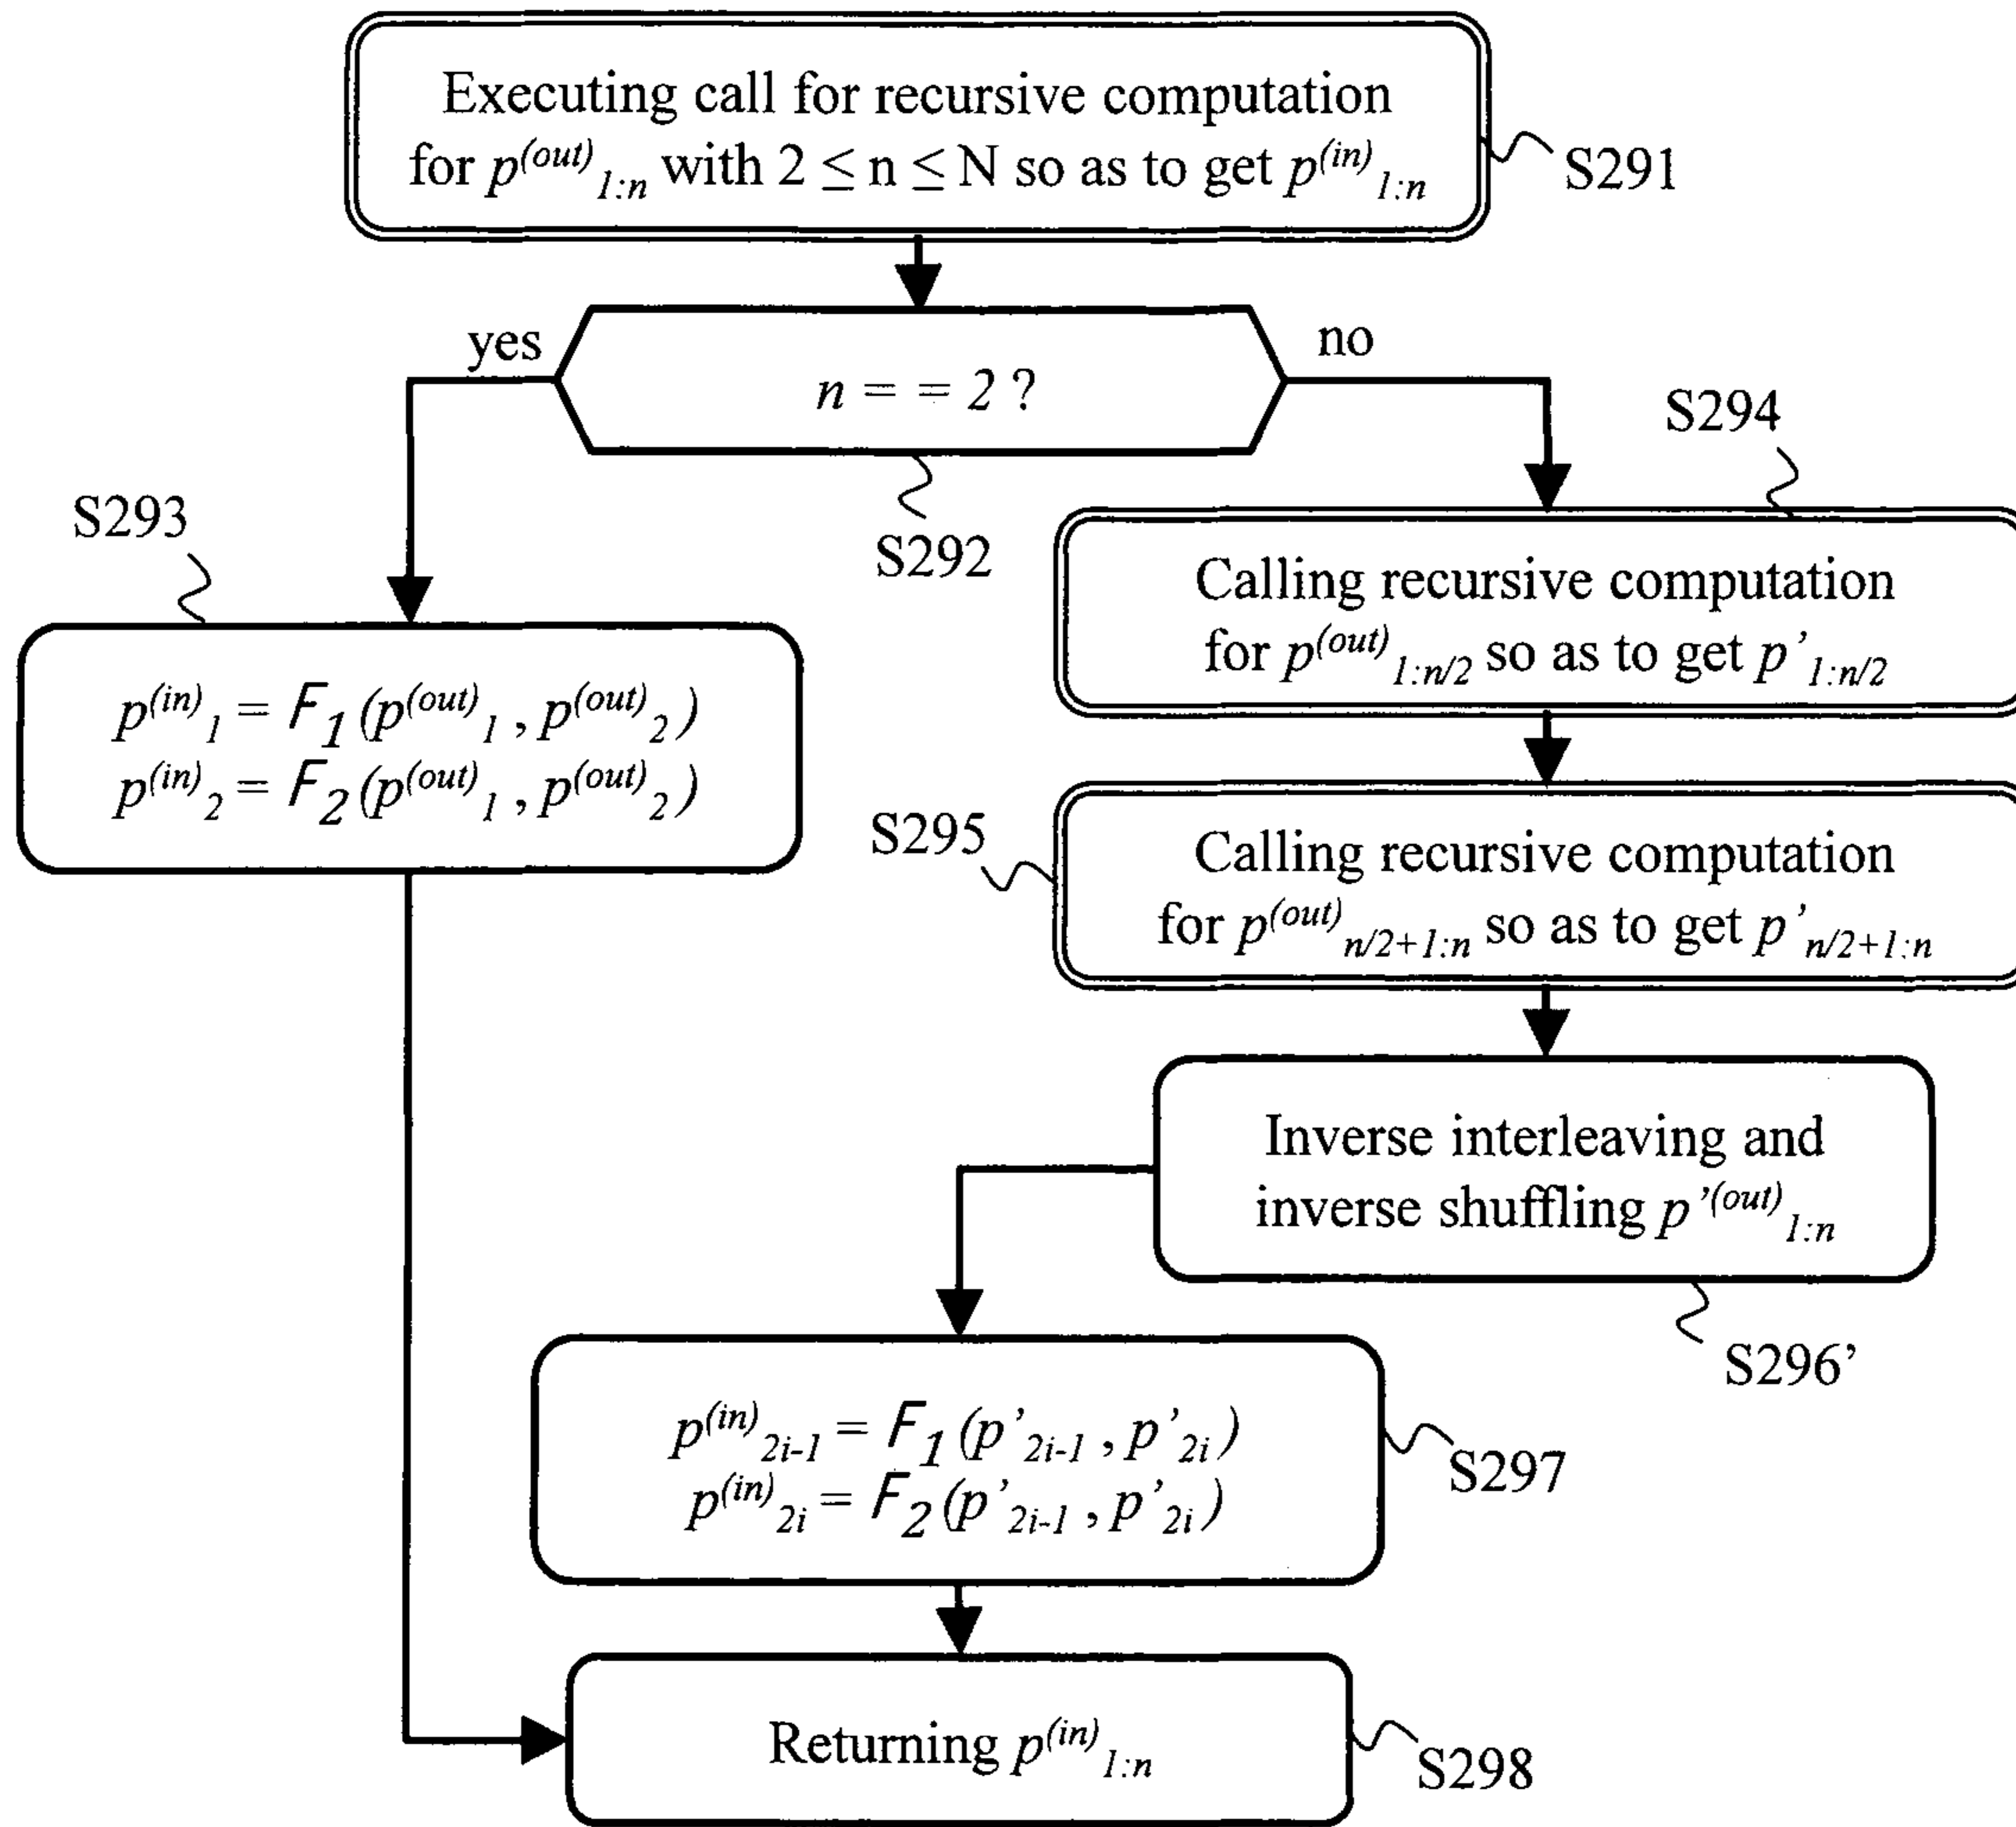 Executing call for recursive computation
for p^(out)_1:n with 2 ≤ n ≤ N so as to get p^(in)_1:n
S291
yes
no
n = = 2 ?
S292
S293
p^(in)_1 = F_1 (p^(out)_1 , p^(out)_2 )
p^(in)_2 = F_2 (p^(out)_1 , p^(out)_2 )
S294
Calling recursive computation
for p^(out)_1:n/2 so as to get p’_1:n/2
S295
Calling recursive computation
for p^(out)_n/2+1:n so as to get p’_n/2+1:n
Inverse interleaving and
inverse shuffling p’^(out)_1:n
S296’
p^(in)_2i-1 = F_1 (p’_2i-1 , p’_2i )
p^(in)_2i = F_2 (p’_2i-1 , p’_2i )
S297
Returning p^(in)_1:n
S298